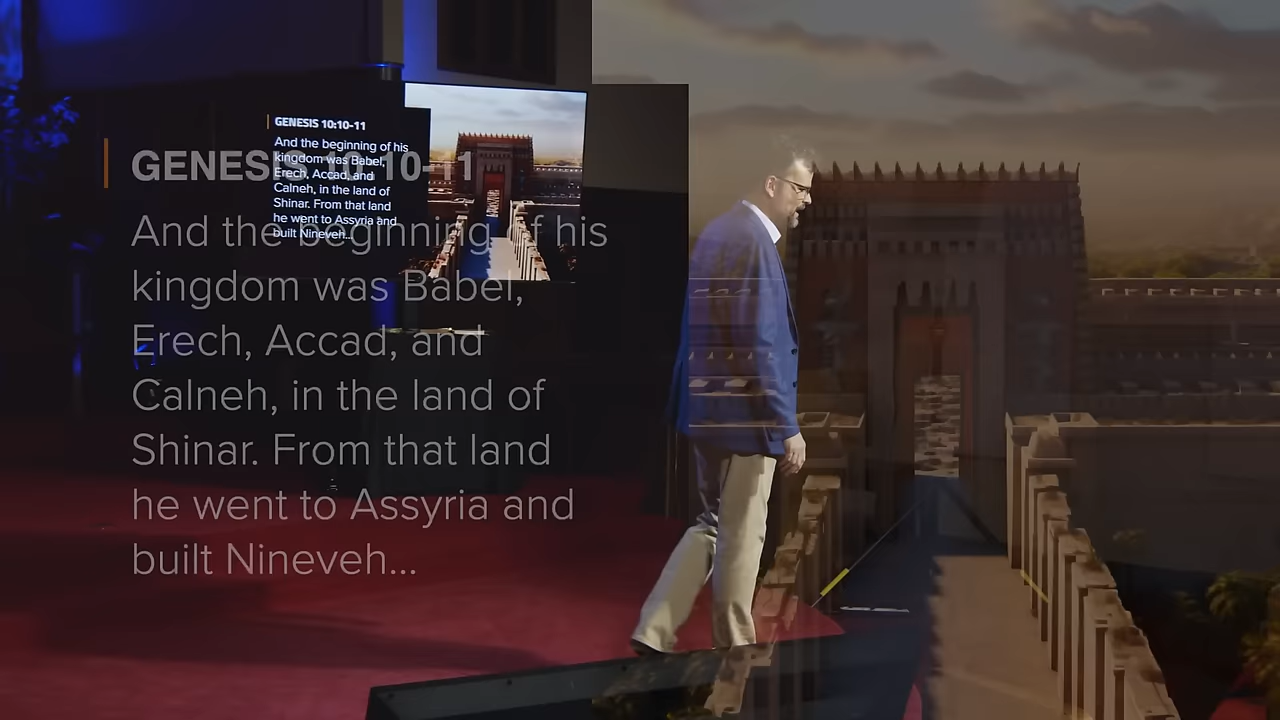 GENESIS 10:10-11
And the beginning of his
kingdom was Babel,
Erech, Accad, and
Calneh, in the land of
Shinar. From that land
he went to Assyria and
built Nineveh...
GENESIS 10:10-11
And the beginning of his
kingdom was Babel,
Erech, Accad, and
Calneh, in the land of
Shinar. From that land
he went to Assyria and
built Nineveh...